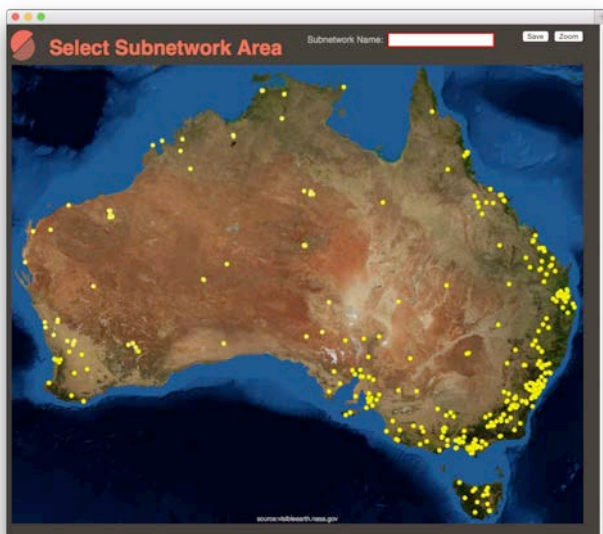 Select Subnetwork Area
Subnetwork Name:
Save
Zoom
source:visibleearth.nasa.gov